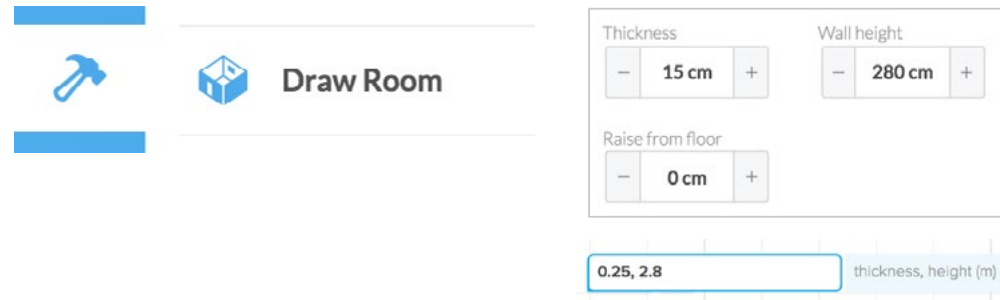 Draw Room
Thickness
− 15 cm +
Wall height
− 280 cm +
Raise from floor
− 0 cm +
0.25, 2.8
thickness, height (m)